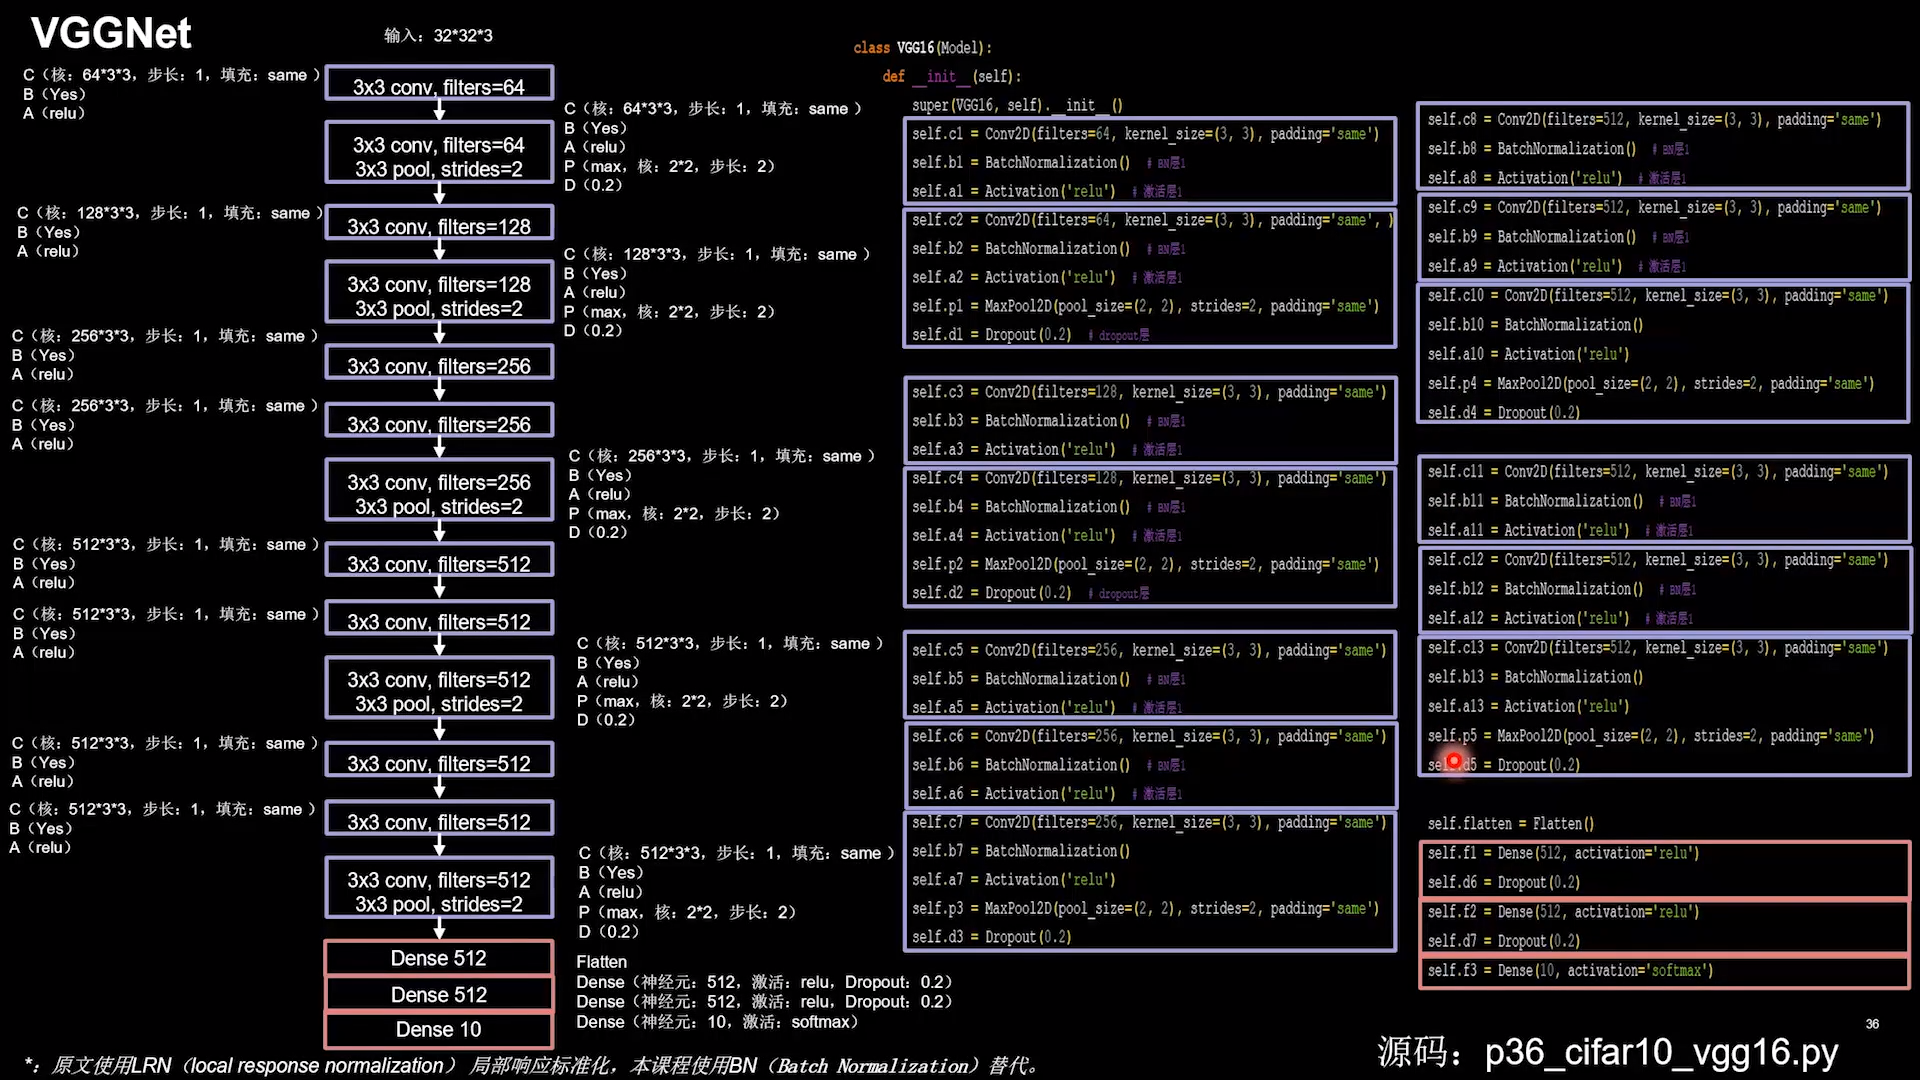 VGGNet
输入：32*32*3
C（核：64*3*3，步长：1，填充：same ）
B（Yes）
A（relu）
3x3 conv, filters=64
3x3 conv, filters=64
3x3 pool, strides=2
C（核：64*3*3，步长：1，填充：same ）
B（Yes）
A（relu）
P（max，核：2*2，步长：2）
D（0.2）
C（核：128*3*3，步长：1，填充：same ）
B（Yes）
A（relu）
3x3 conv, filters=128
3x3 conv, filters=128
3x3 pool, strides=2
C（核：128*3*3，步长：1，填充：same ）
B（Yes）
A（relu）
P（max，核：2*2，步长：2）
D（0.2）
C（核：256*3*3，步长：1，填充：same ）
B（Yes）
A（relu）
3x3 conv, filters=256
C（核：256*3*3，步长：1，填充：same ）
B（Yes）
A（relu）
3x3 conv, filters=256
3x3 conv, filters=256
3x3 pool, strides=2
C（核：256*3*3，步长：1，填充：same ）
B（Yes）
A（relu）
P（max，核：2*2，步长：2）
D（0.2）
C（核：512*3*3，步长：1，填充：same ）
B（Yes）
A（relu）
3x3 conv, filters=512
C（核：512*3*3，步长：1，填充：same ）
B（Yes）
A（relu）
3x3 conv, filters=512
3x3 conv, filters=512
3x3 pool, strides=2
C（核：512*3*3，步长：1，填充：same ）
B（Yes）
A（relu）
P（max，核：2*2，步长：2）
D（0.2）
C（核：512*3*3，步长：1，填充：same ）
B（Yes）
A（relu）
3x3 conv, filters=512
C（核：512*3*3，步长：1，填充：same ）
B（Yes）
A（relu）
3x3 conv, filters=512
3x3 conv, filters=512
3x3 pool, strides=2
C（核：512*3*3，步长：1，填充：same ）
B（Yes）
A（relu）
P（max，核：2*2，步长：2）
D（0.2）
Dense 512
Dense 512
Dense 10
Flatten
Dense（神经元：512，激活：relu，Dropout：0.2）
Dense（神经元：512，激活：relu，Dropout：0.2）
Dense（神经元：10，激活：softmax）
*：原文使用LRN（local response normalization） 局部响应标准化，本课程使用BN（Batch Normalization）替代。
class VGG16(Model):
def __init__(self):
super(VGG16, self).__init__()
self.c1 = Conv2D(filters=64, kernel_size=(3, 3), padding='same')
self.b1 = BatchNormalization() # BN层1
self.a1 = Activation('relu') # 激活层1
self.c2 = Conv2D(filters=64, kernel_size=(3, 3), padding='same', )
self.b2 = BatchNormalization() # BN层1
self.a2 = Activation('relu') # 激活层1
self.p1 = MaxPool2D(pool_size=(2, 2), strides=2, padding='same')
self.d1 = Dropout(0.2) # dropout层
self.c3 = Conv2D(filters=128, kernel_size=(3, 3), padding='same')
self.b3 = BatchNormalization() # BN层1
self.a3 = Activation('relu') # 激活层1
self.c4 = Conv2D(filters=128, kernel_size=(3, 3), padding='same')
self.b4 = BatchNormalization() # BN层1
self.a4 = Activation('relu') # 激活层1
self.p2 = MaxPool2D(pool_size=(2, 2), strides=2, padding='same')
self.d2 = Dropout(0.2) # dropout层
self.c5 = Conv2D(filters=256, kernel_size=(3, 3), padding='same')
self.b5 = BatchNormalization() # BN层1
self.a5 = Activation('relu') # 激活层1
self.c6 = Conv2D(filters=256, kernel_size=(3, 3), padding='same')
self.b6 = BatchNormalization() # BN层1
self.a6 = Activation('relu') # 激活层1
self.c7 = Conv2D(filters=256, kernel_size=(3, 3), padding='same')
self.b7 = BatchNormalization()
self.a7 = Activation('relu')
self.p3 = MaxPool2D(pool_size=(2, 2), strides=2, padding='same')
self.d3 = Dropout(0.2)
self.c8 = Conv2D(filters=512, kernel_size=(3, 3), padding='same')
self.b8 = BatchNormalization() # BN层1
self.a8 = Activation('relu') # 激活层1
self.c9 = Conv2D(filters=512, kernel_size=(3, 3), padding='same')
self.b9 = BatchNormalization() # BN层1
self.a9 = Activation('relu') # 激活层1
self.c10 = Conv2D(filters=512, kernel_size=(3, 3), padding='same')
self.b10 = BatchNormalization()
self.a10 = Activation('relu')
self.p4 = MaxPool2D(pool_size=(2, 2), strides=2, padding='same')
self.d4 = Dropout(0.2)
self.c11 = Conv2D(filters=512, kernel_size=(3, 3), padding='same')
self.b11 = BatchNormalization() # BN层1
self.a11 = Activation('relu') # 激活层1
self.c12 = Conv2D(filters=512, kernel_size=(3, 3), padding='same')
self.b12 = BatchNormalization() # BN层1
self.a12 = Activation('relu') # 激活层1
self.c13 = Conv2D(filters=512, kernel_size=(3, 3), padding='same')
self.b13 = BatchNormalization()
self.a13 = Activation('relu')
self.p5 = MaxPool2D(pool_size=(2, 2), strides=2, padding='same')
self.d5 = Dropout(0.2)
self.flatten = Flatten()
self.f1 = Dense(512, activation='relu')
self.d6 = Dropout(0.2)
self.f2 = Dense(512, activation='relu')
self.d7 = Dropout(0.2)
self.f3 = Dense(10, activation='softmax')
36
源码：p36_cifar10_vgg16.py